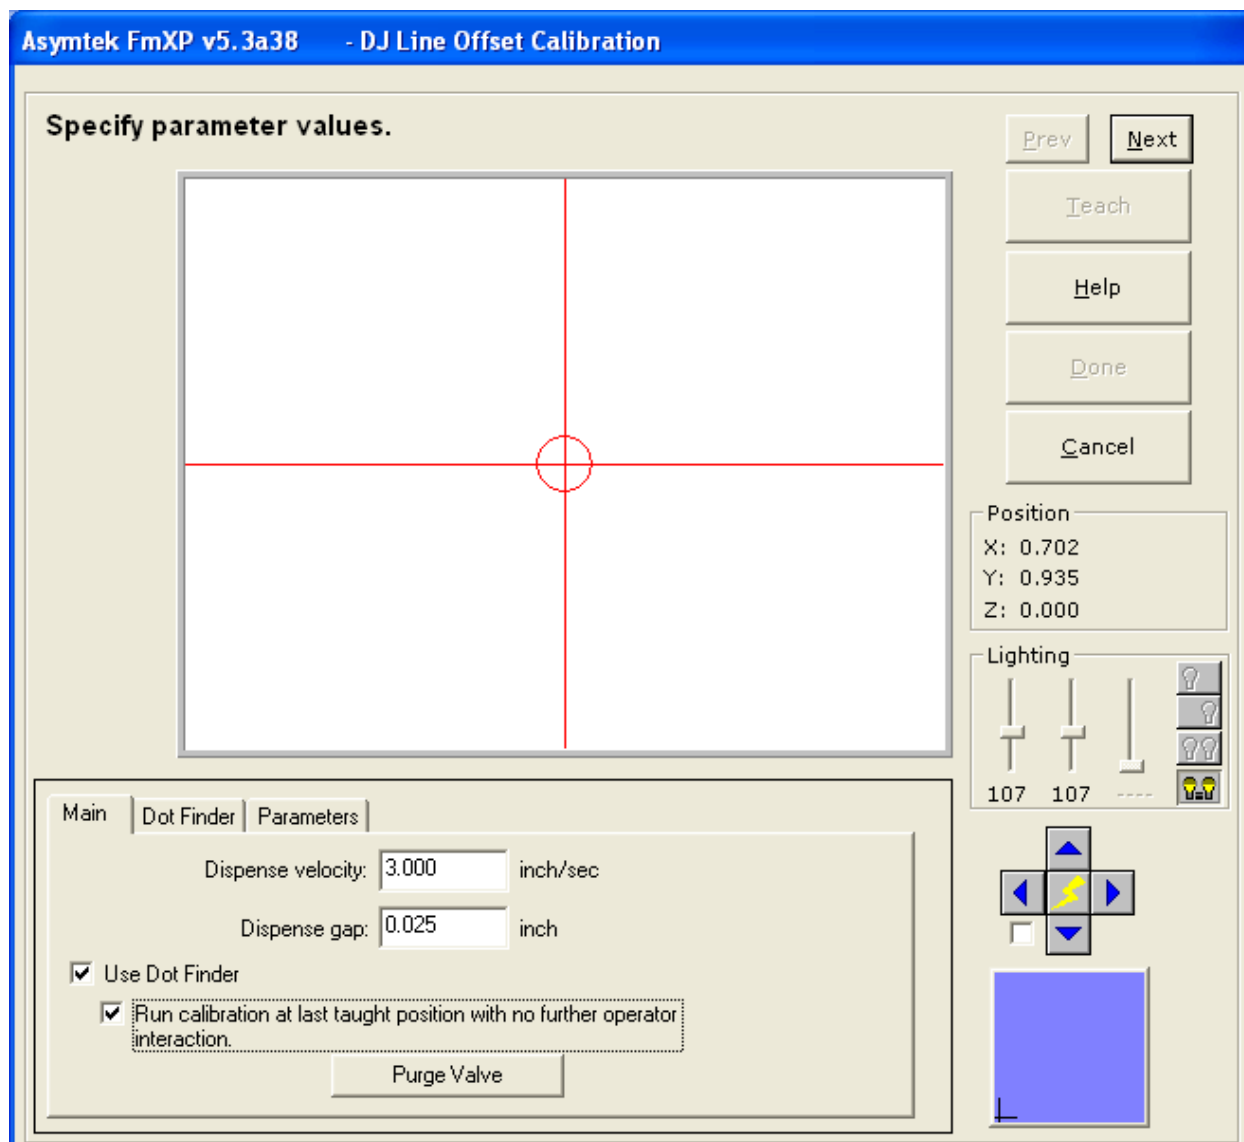 Asymtek FmXP v5.3a38 - DJ Line Offset Calibration
Specify parameter values.
Prev Next
Teach
Help
Done
Cancel
Position
X: 0.702
Y: 0.935
Z: 0.000
Lighting
107 107 ----
Main Dot Finder Parameters
Dispense velocity: 3.000 inch/sec
Dispense gap: 0.025 inch
Use Dot Finder
Run calibration at last taught position with no further operator
interaction.
Purge Valve